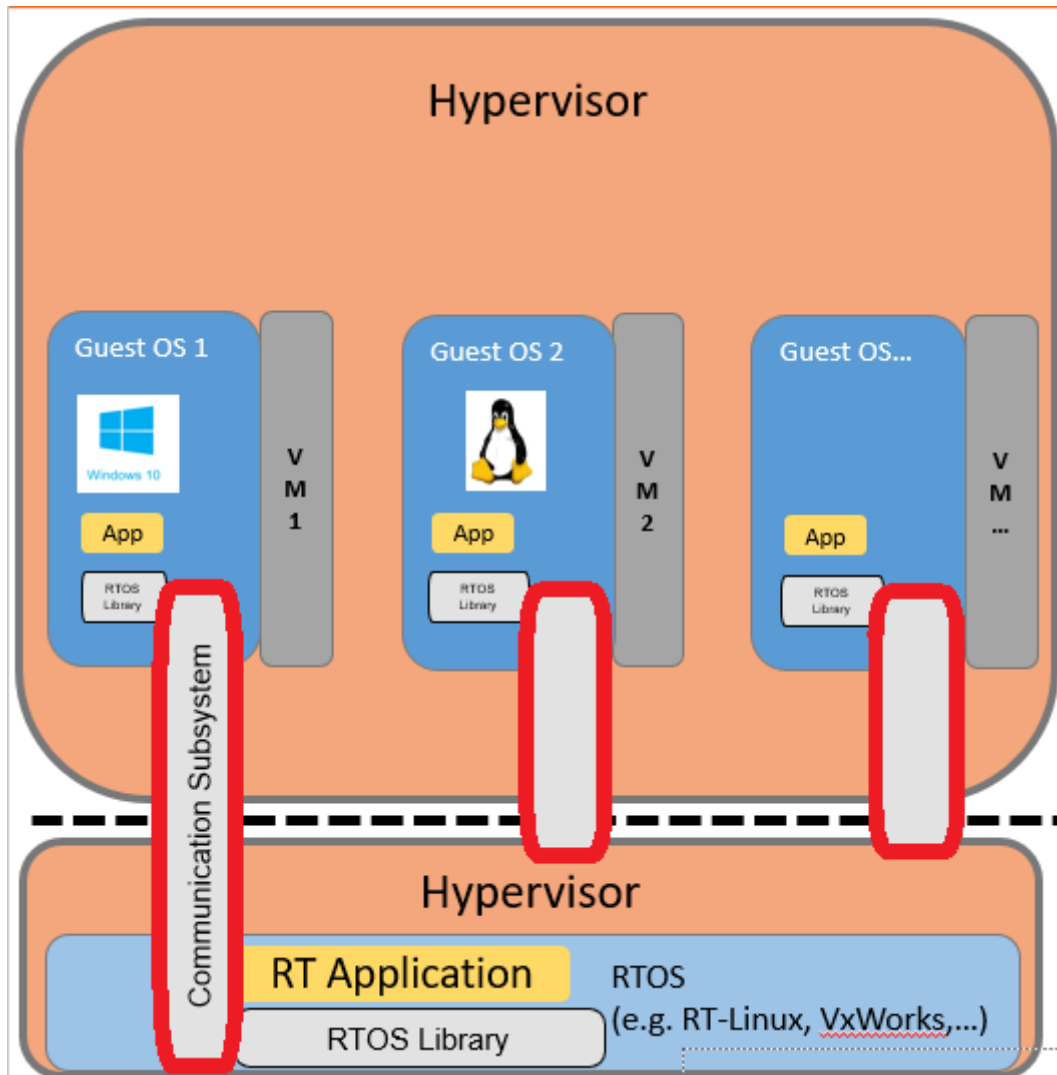 Hypervisor
Guest OS 1
Windows 10
App
RTOS
Library
V
M
1
Guest OS 2
App
RTOS
Library
V
M
2
Guest OS...
App
RTOS
Library
V
M
...
Communication Subsystem
Hypervisor
RT Application
RTOS Library
RTOS
(e.g. RT-Linux, VxWorks,...)